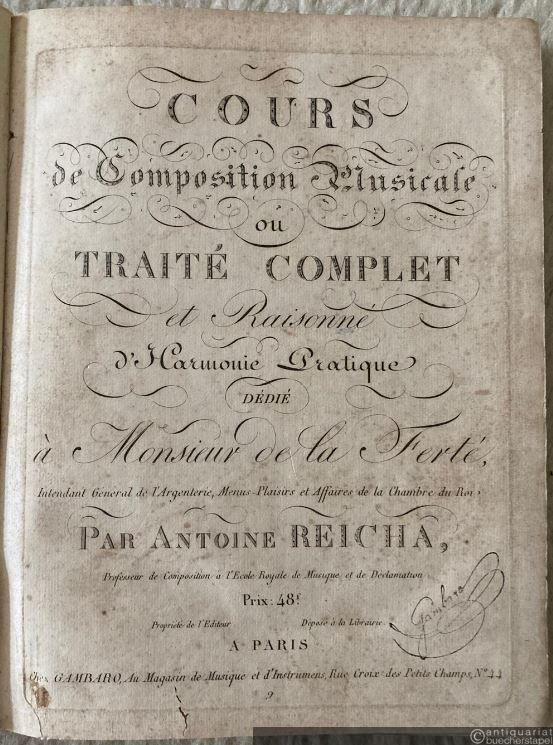 COURS
de Composition Musicale
ou
TRAITÉ COMPLET
et Raisonné
d'Harmonie Pratique
DÉDIÉ
à Monsieur de la Ferté,
Intendant Général de l'Argenterie, Menus-Plaisirs et Affaires de la Chambre du Roi,
PAR ANTOINE REICHA,
Professeur de Composition à l'Ecole Royale de Musique et de Déclamation
Prix: 48f
Propriété de l'Editeur Déposé à la Librairie
Gambaro
A PARIS
Chez GAMBARO, Au Magasin de Musique et d'Instrumens, Rue Croix des Petits Champs, No. 44
9
©antiquariat
buecherstapel